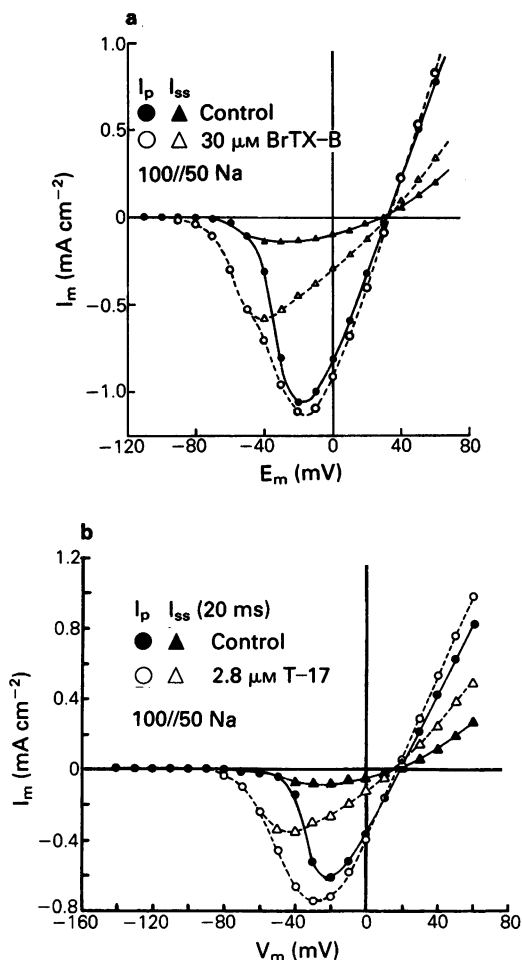 a
1.0
Ip Iss
Control
0.5
30 μM BrTX–B
100//50 Na
0
Im (mA cm−2)
−0.5
−1.0
−120 −80 −40 0 40 80
Em (mV)
b
1.2
Ip Iss (20 ms)
0.8
Control
2.8 μM T–17
0.4
100//50 Na
Im (mA cm−2)
0
−0.4
−0.8
−160 −120 −80 −40 0 40 80
Vm (mV)